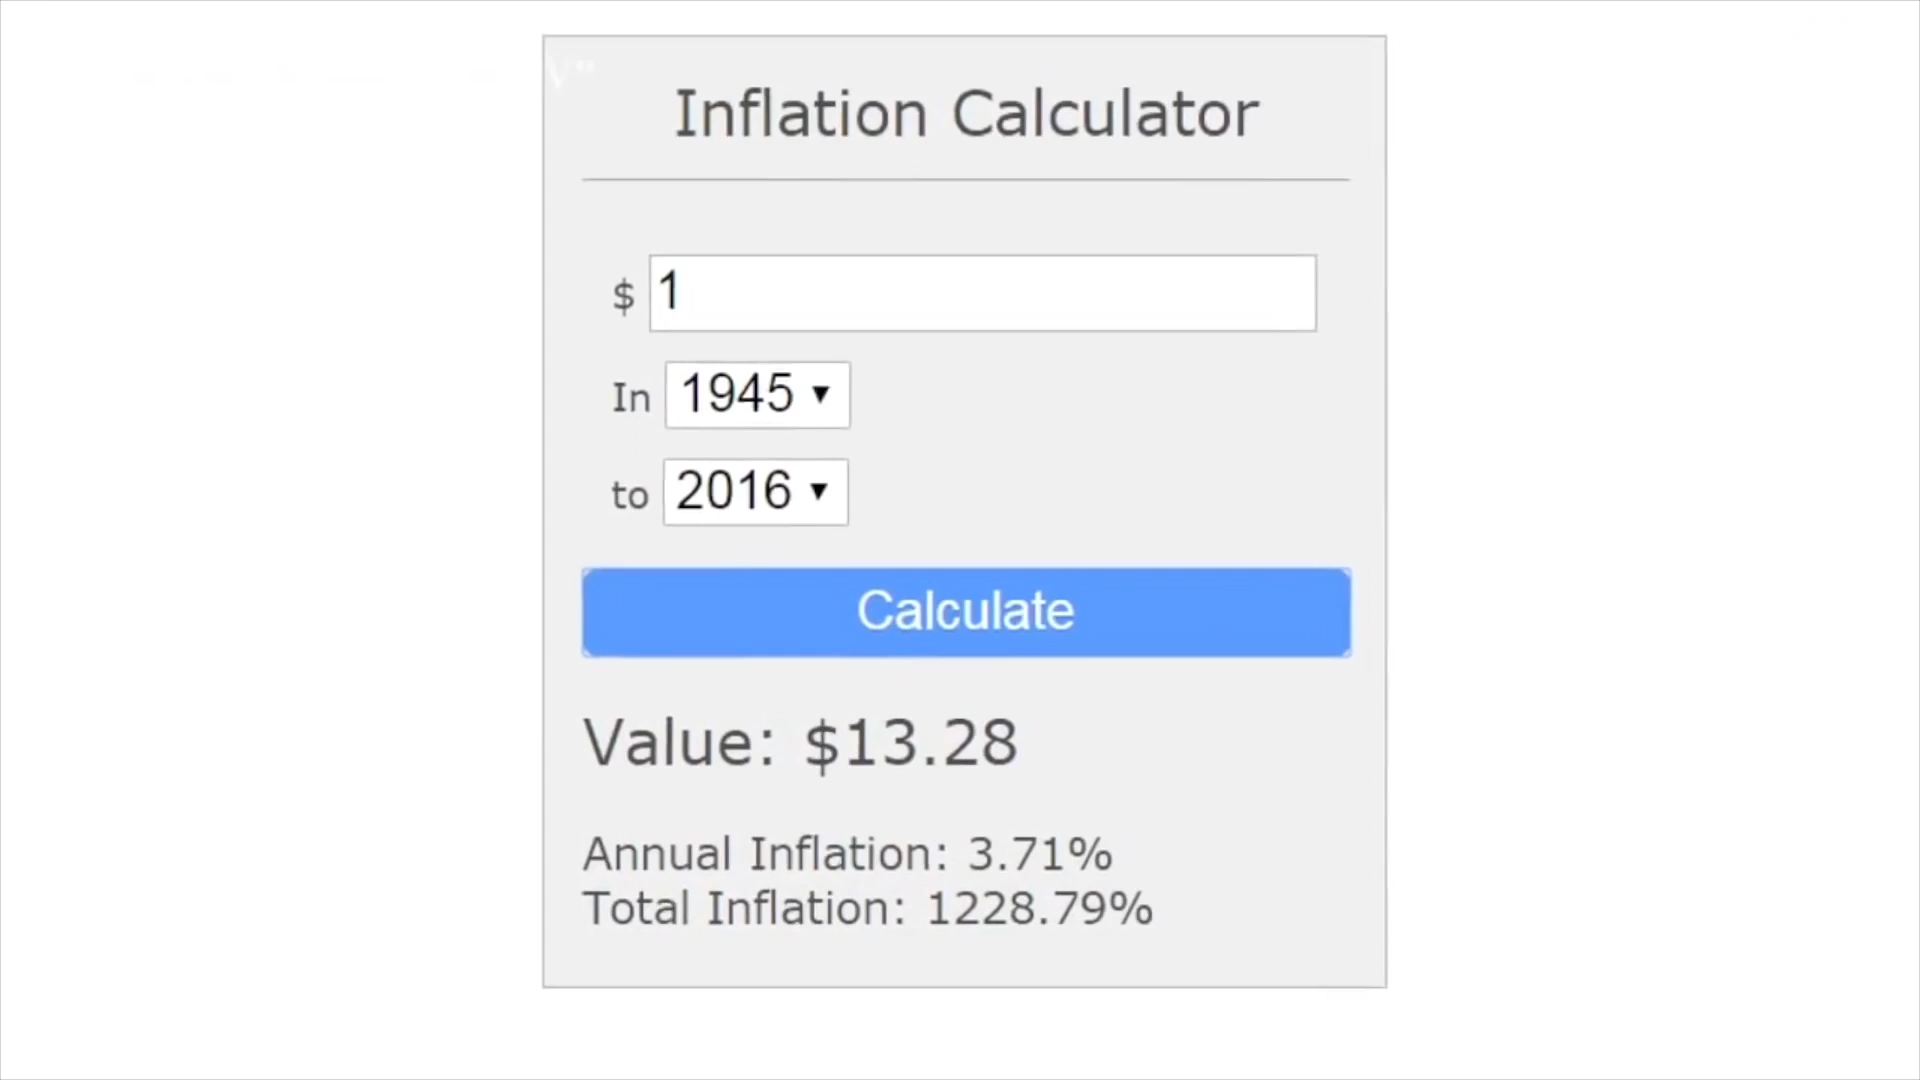 Inflation Calculator
$ 1
In 1945
to 2016
Calculate
Value: $13.28
Annual Inflation: 3.71%
Total Inflation: 1228.79%